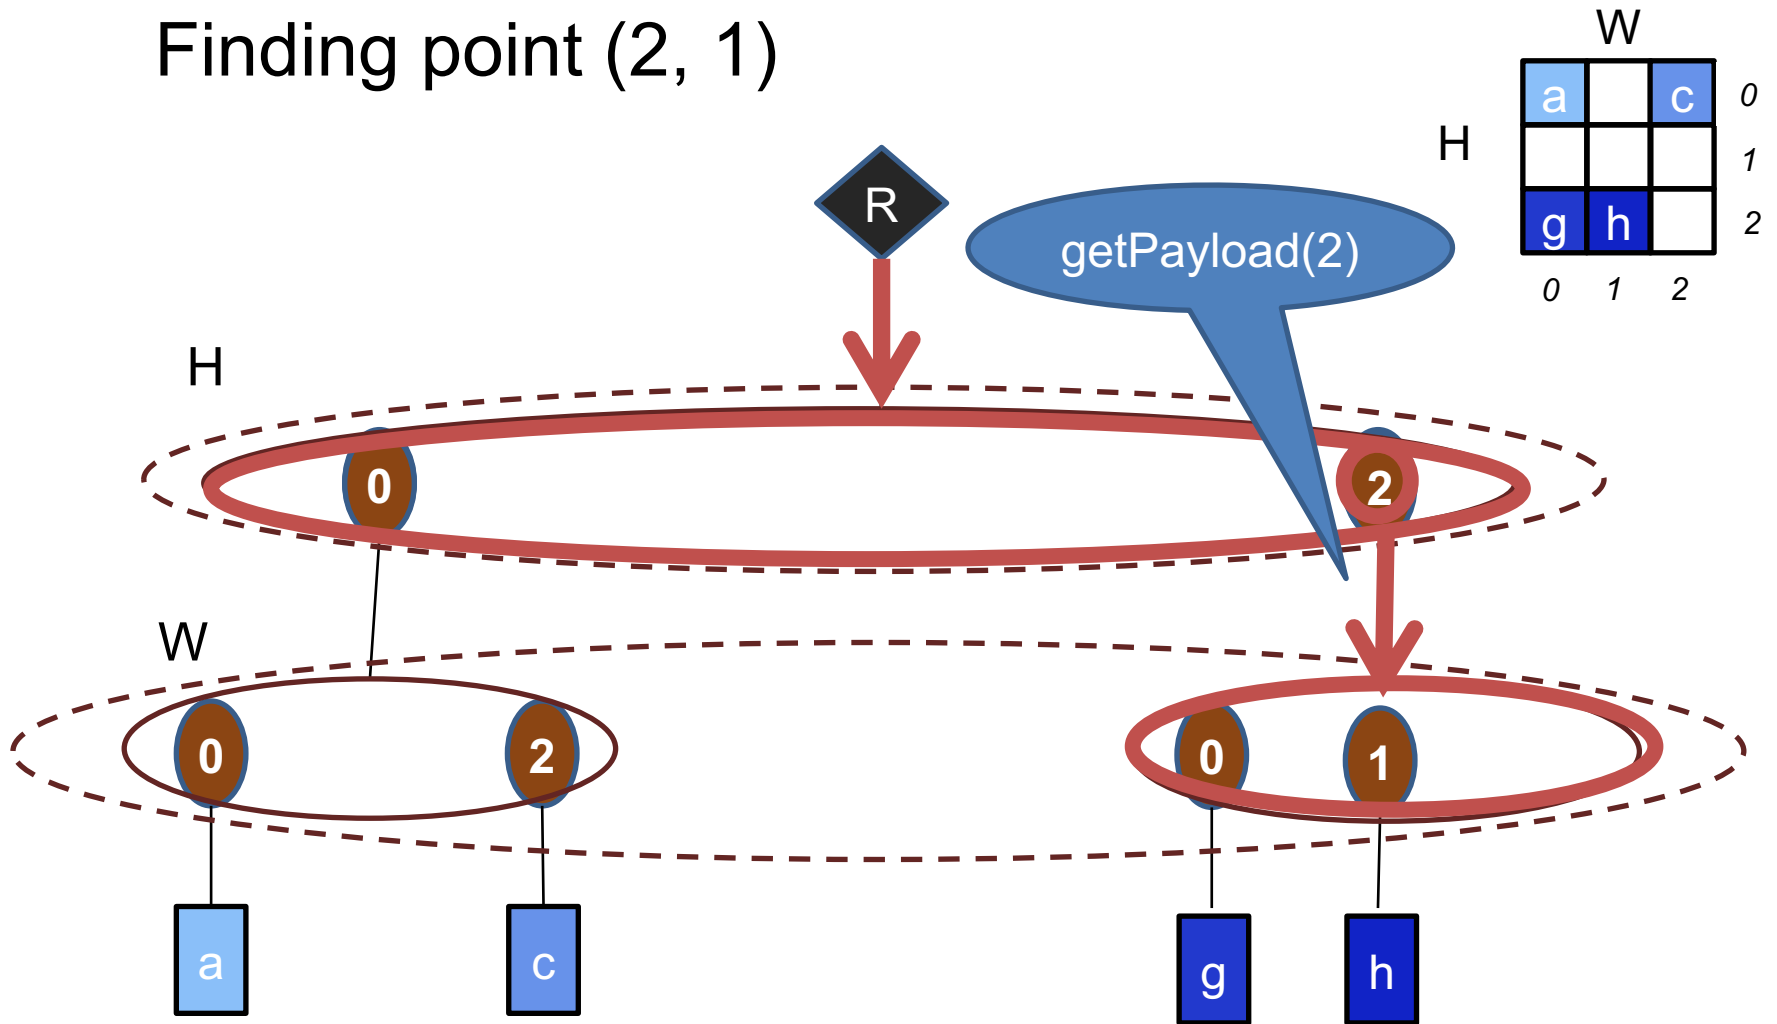 Finding point (2, 1)
W
a c 0
H 1
g h 2
0 1 2
R
getPayload(2)
H
0 2
W
0 2 0 1
a c g h